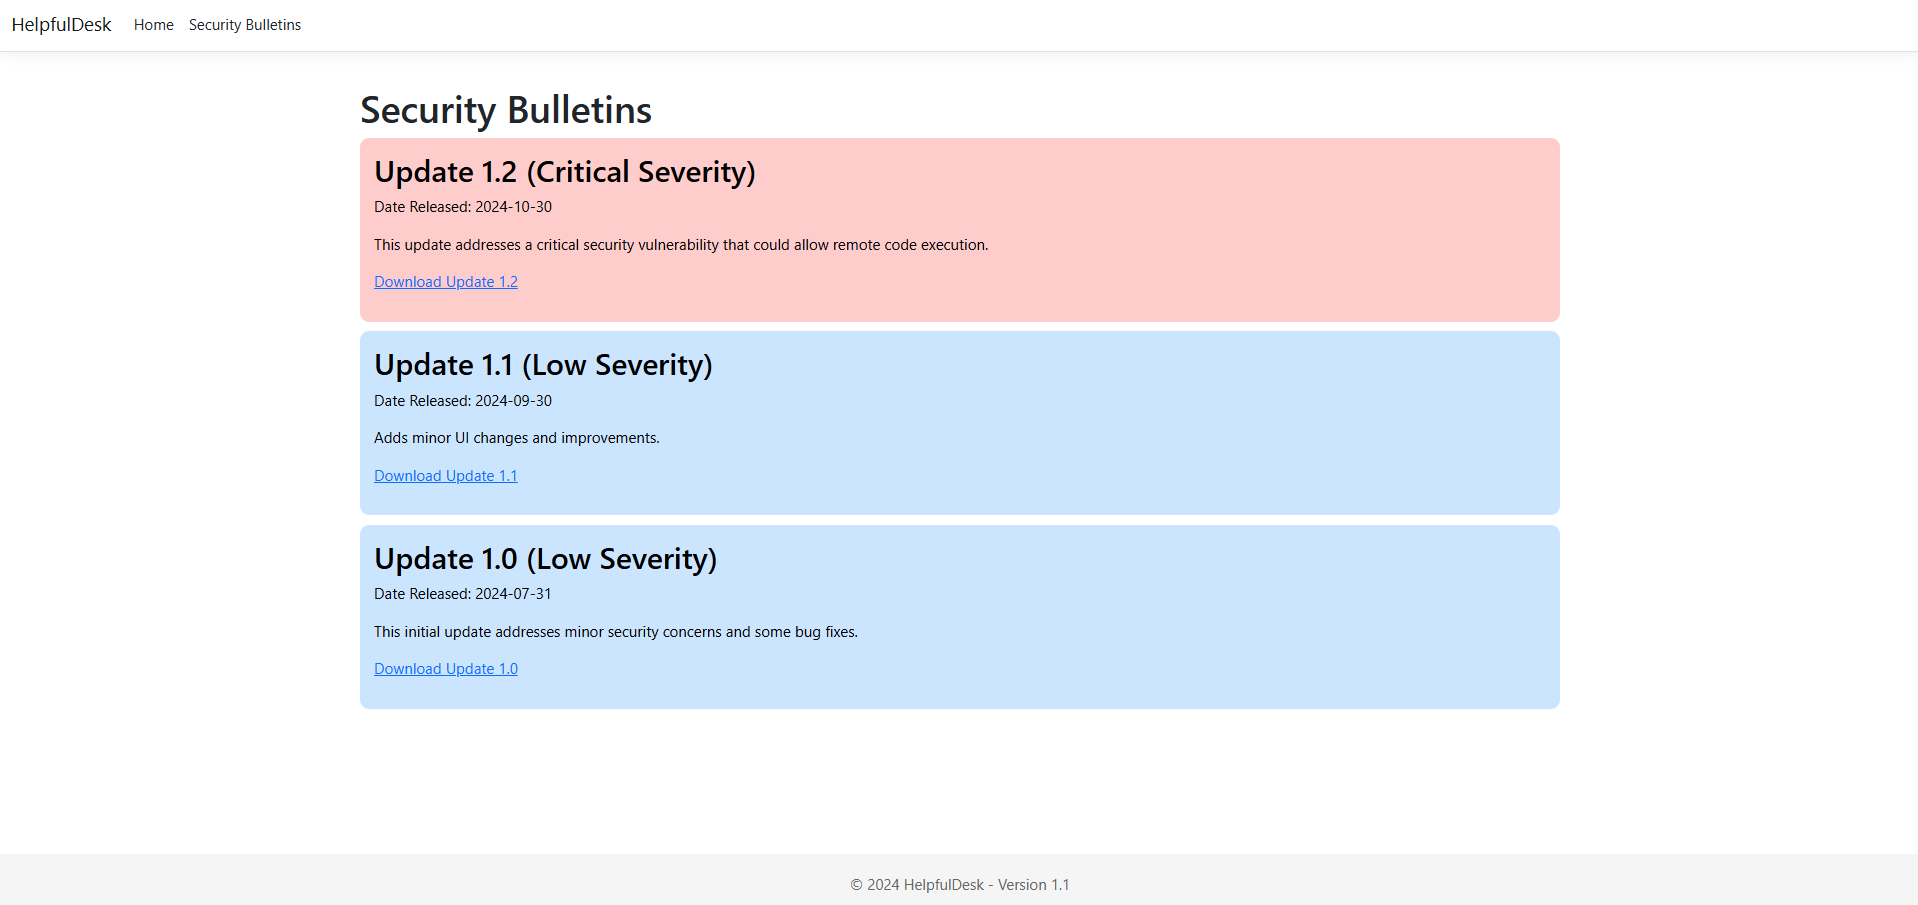 HelpfulDesk Home Security Bulletins
Security Bulletins
Update 1.2 (Critical Severity)
Date Released: 2024-10-30
This update addresses a critical security vulnerability that could allow remote code execution.
Download Update 1.2
Update 1.1 (Low Severity)
Date Released: 2024-09-30
Adds minor UI changes and improvements.
Download Update 1.1
Update 1.0 (Low Severity)
Date Released: 2024-07-31
This initial update addresses minor security concerns and some bug fixes.
Download Update 1.0
© 2024 HelpfulDesk - Version 1.1